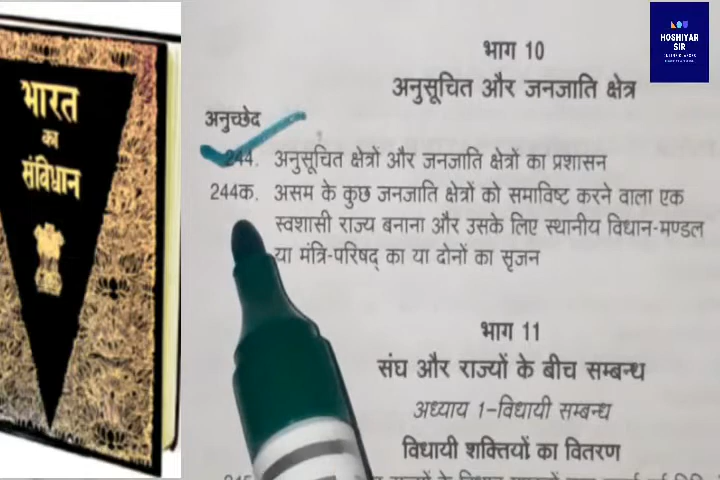 भारत
का
संविधान
HOSHIYAR
SIR
भाग 10
अनुसूचित और जनजाति क्षेत्र
अनुच्छेद
244. अनुसूचित क्षेत्रों और जनजाति क्षेत्रों का प्रशासन
244क. असम के कुछ जनजाति क्षेत्रों को समाविष्ट करने वाला एक
स्वशासी राज्य बनाना और उसके लिए स्थानीय विधान-मण्डल
या मंत्रि-परिषद् का या दोनों का सृजन
भाग 11
संघ और राज्यों के बीच सम्बन्ध
अध्याय 1-विधायी सम्बन्ध
विधायी शक्तियों का वितरण